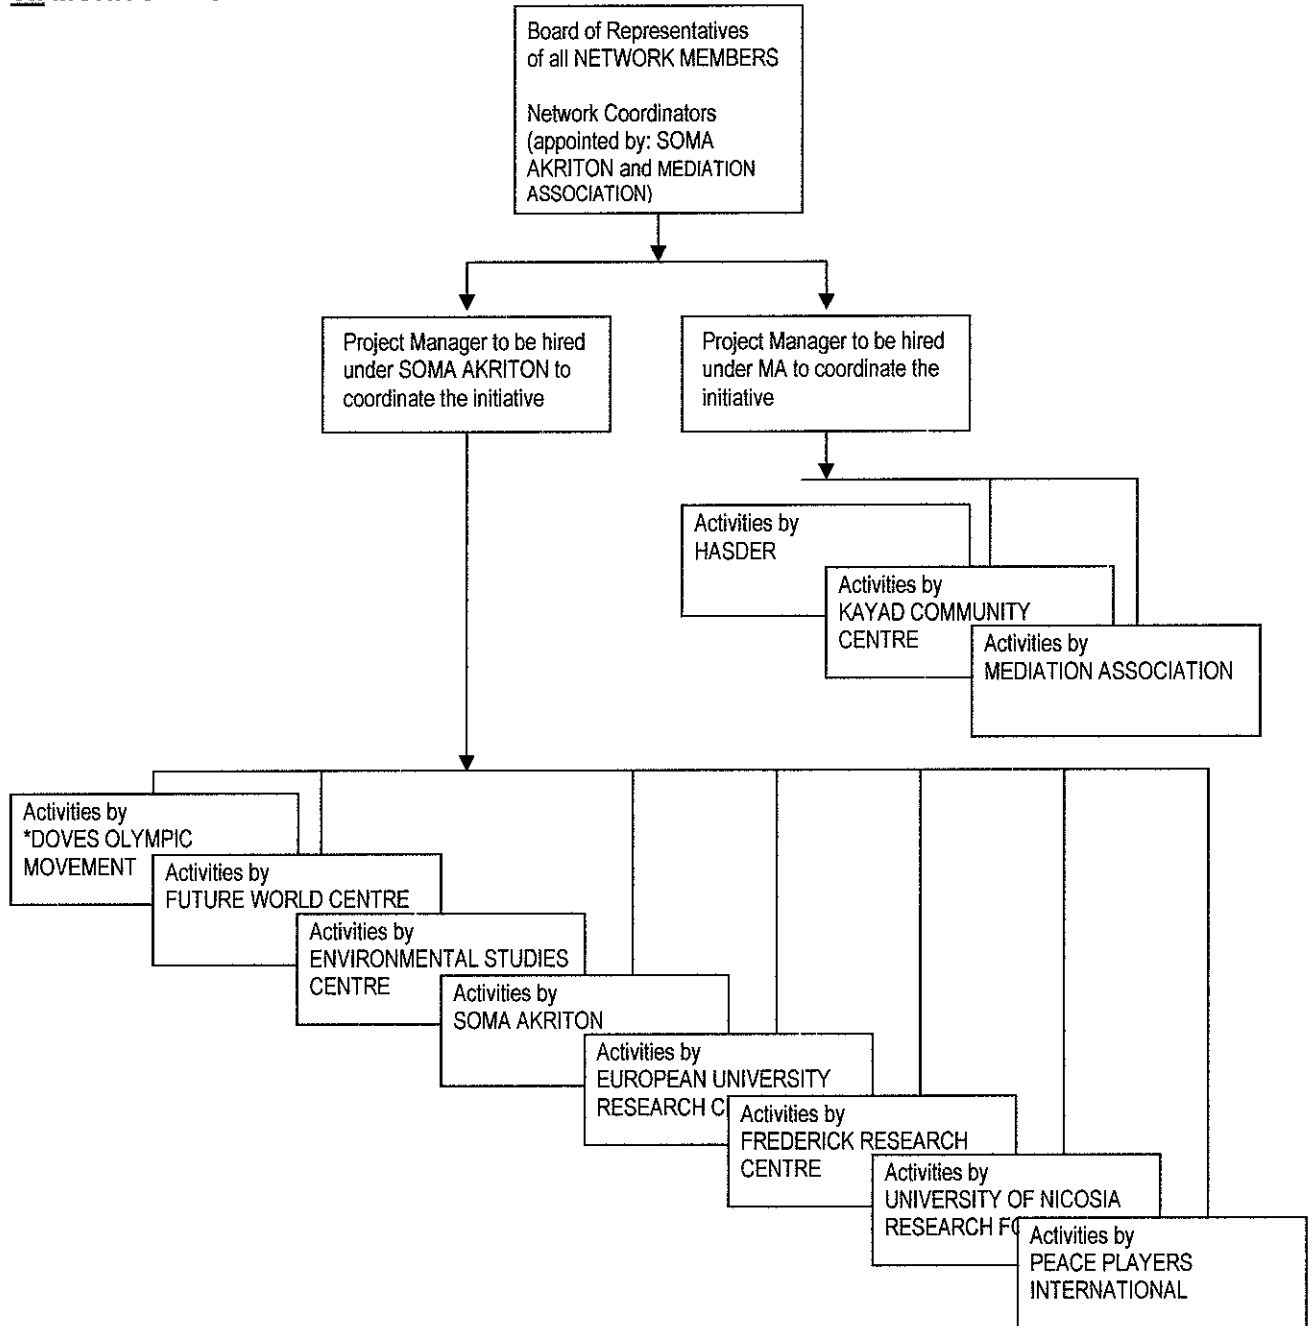 Board of Representatives
of all NETWORK MEMBERS
Network Coordinators
(appointed by: SOMA
AKRITON and MEDIATION
ASSOCIATION)
Project Manager to be hired
under SOMA AKRITON to
coordinate the initiative
Project Manager to be hired
under MA to coordinate the
initiative
Activities by
HASDER
Activities by
KAYAD COMMUNITY
CENTRE
Activities by
MEDIATION ASSOCIATION
Activities by
*DOVES OLYMPIC
MOVEMENT
Activities by
FUTURE WORLD CENTRE
Activities by
ENVIRONMENTAL STUDIES
CENTRE
Activities by
SOMA AKRITON
Activities by
EUROPEAN UNIVERSITY
RESEARCH
Activities by
FREDERICK RESEARCH
CENTRE
Activities by
UNIVERSITY OF NICOSIA
RESEARCH
Activities by
PEACE PLAYERS
INTERNATIONAL